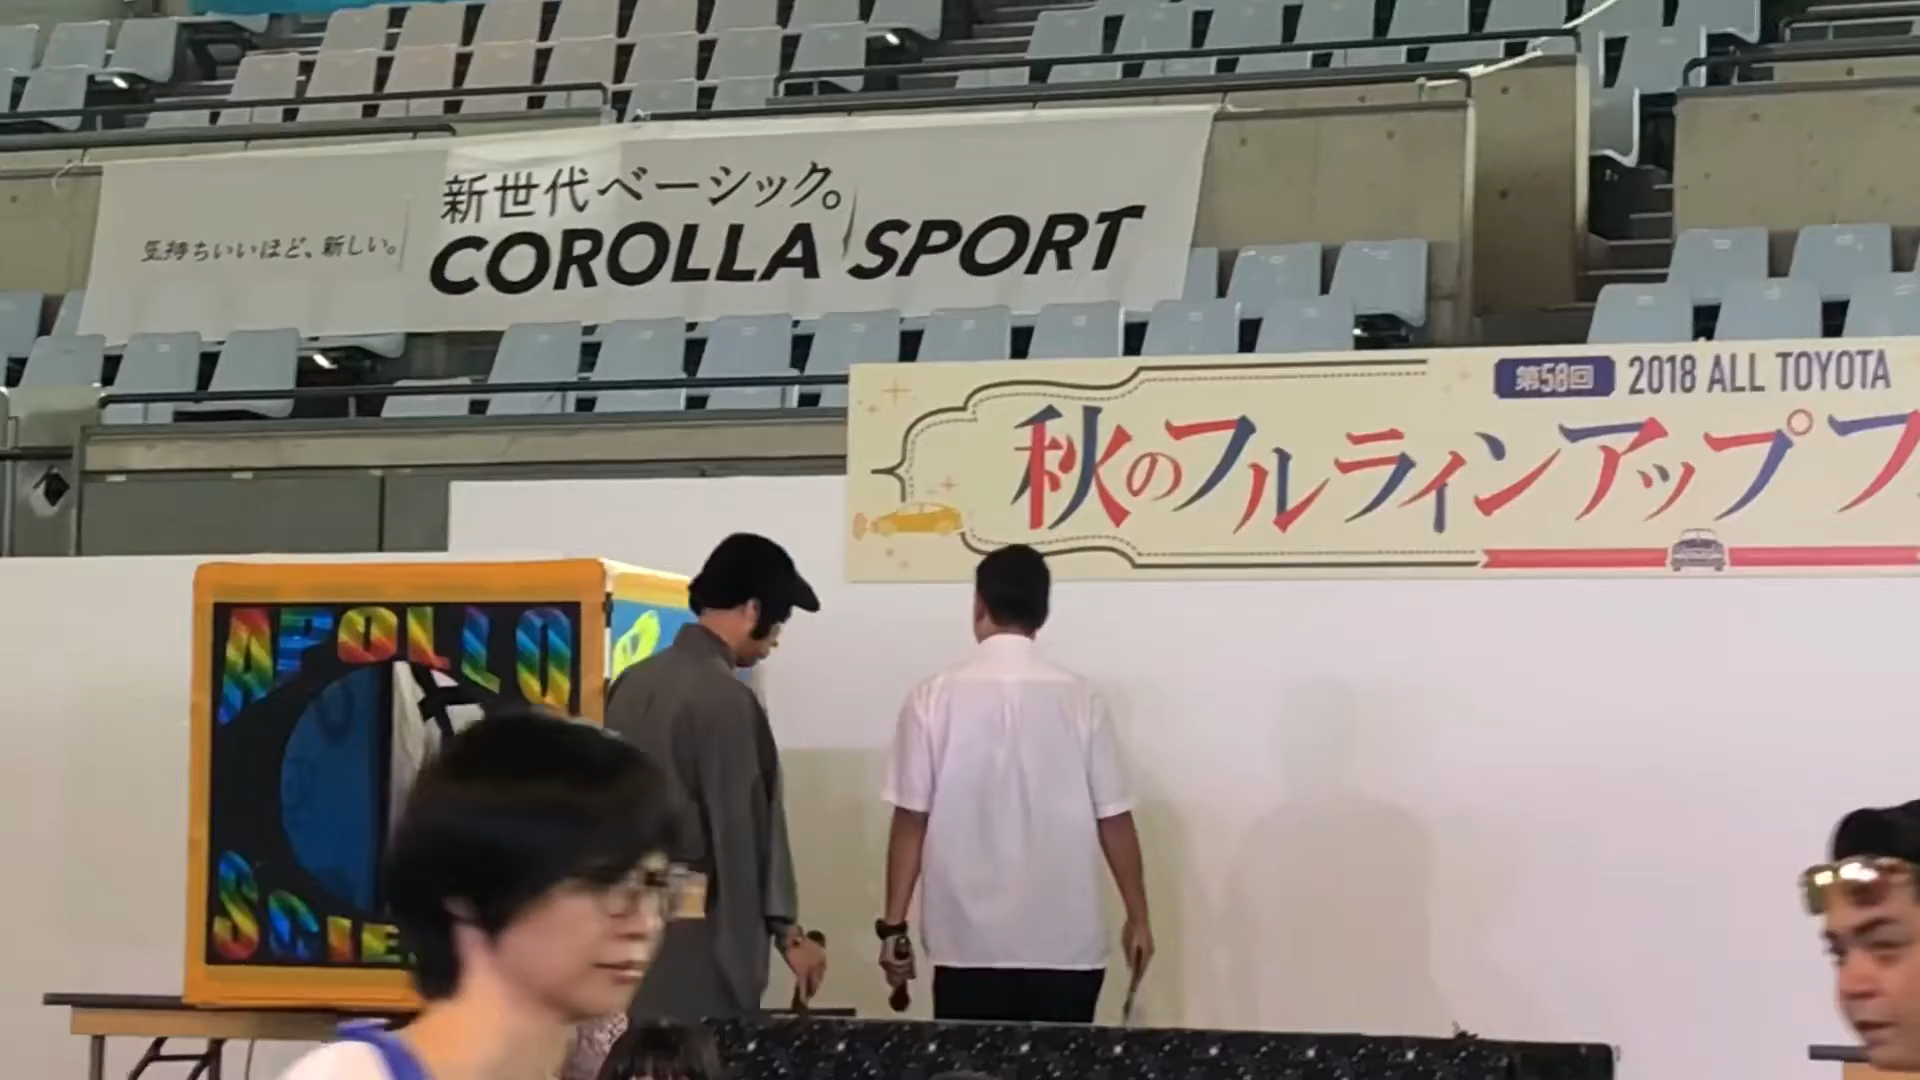 新世代ベーシック。
気持ちいいほど、新しい。
COROLLA SPORT
第58回 2018 ALL TOYOTA
秋のフルラインアップフ
APOLLO
SCIE